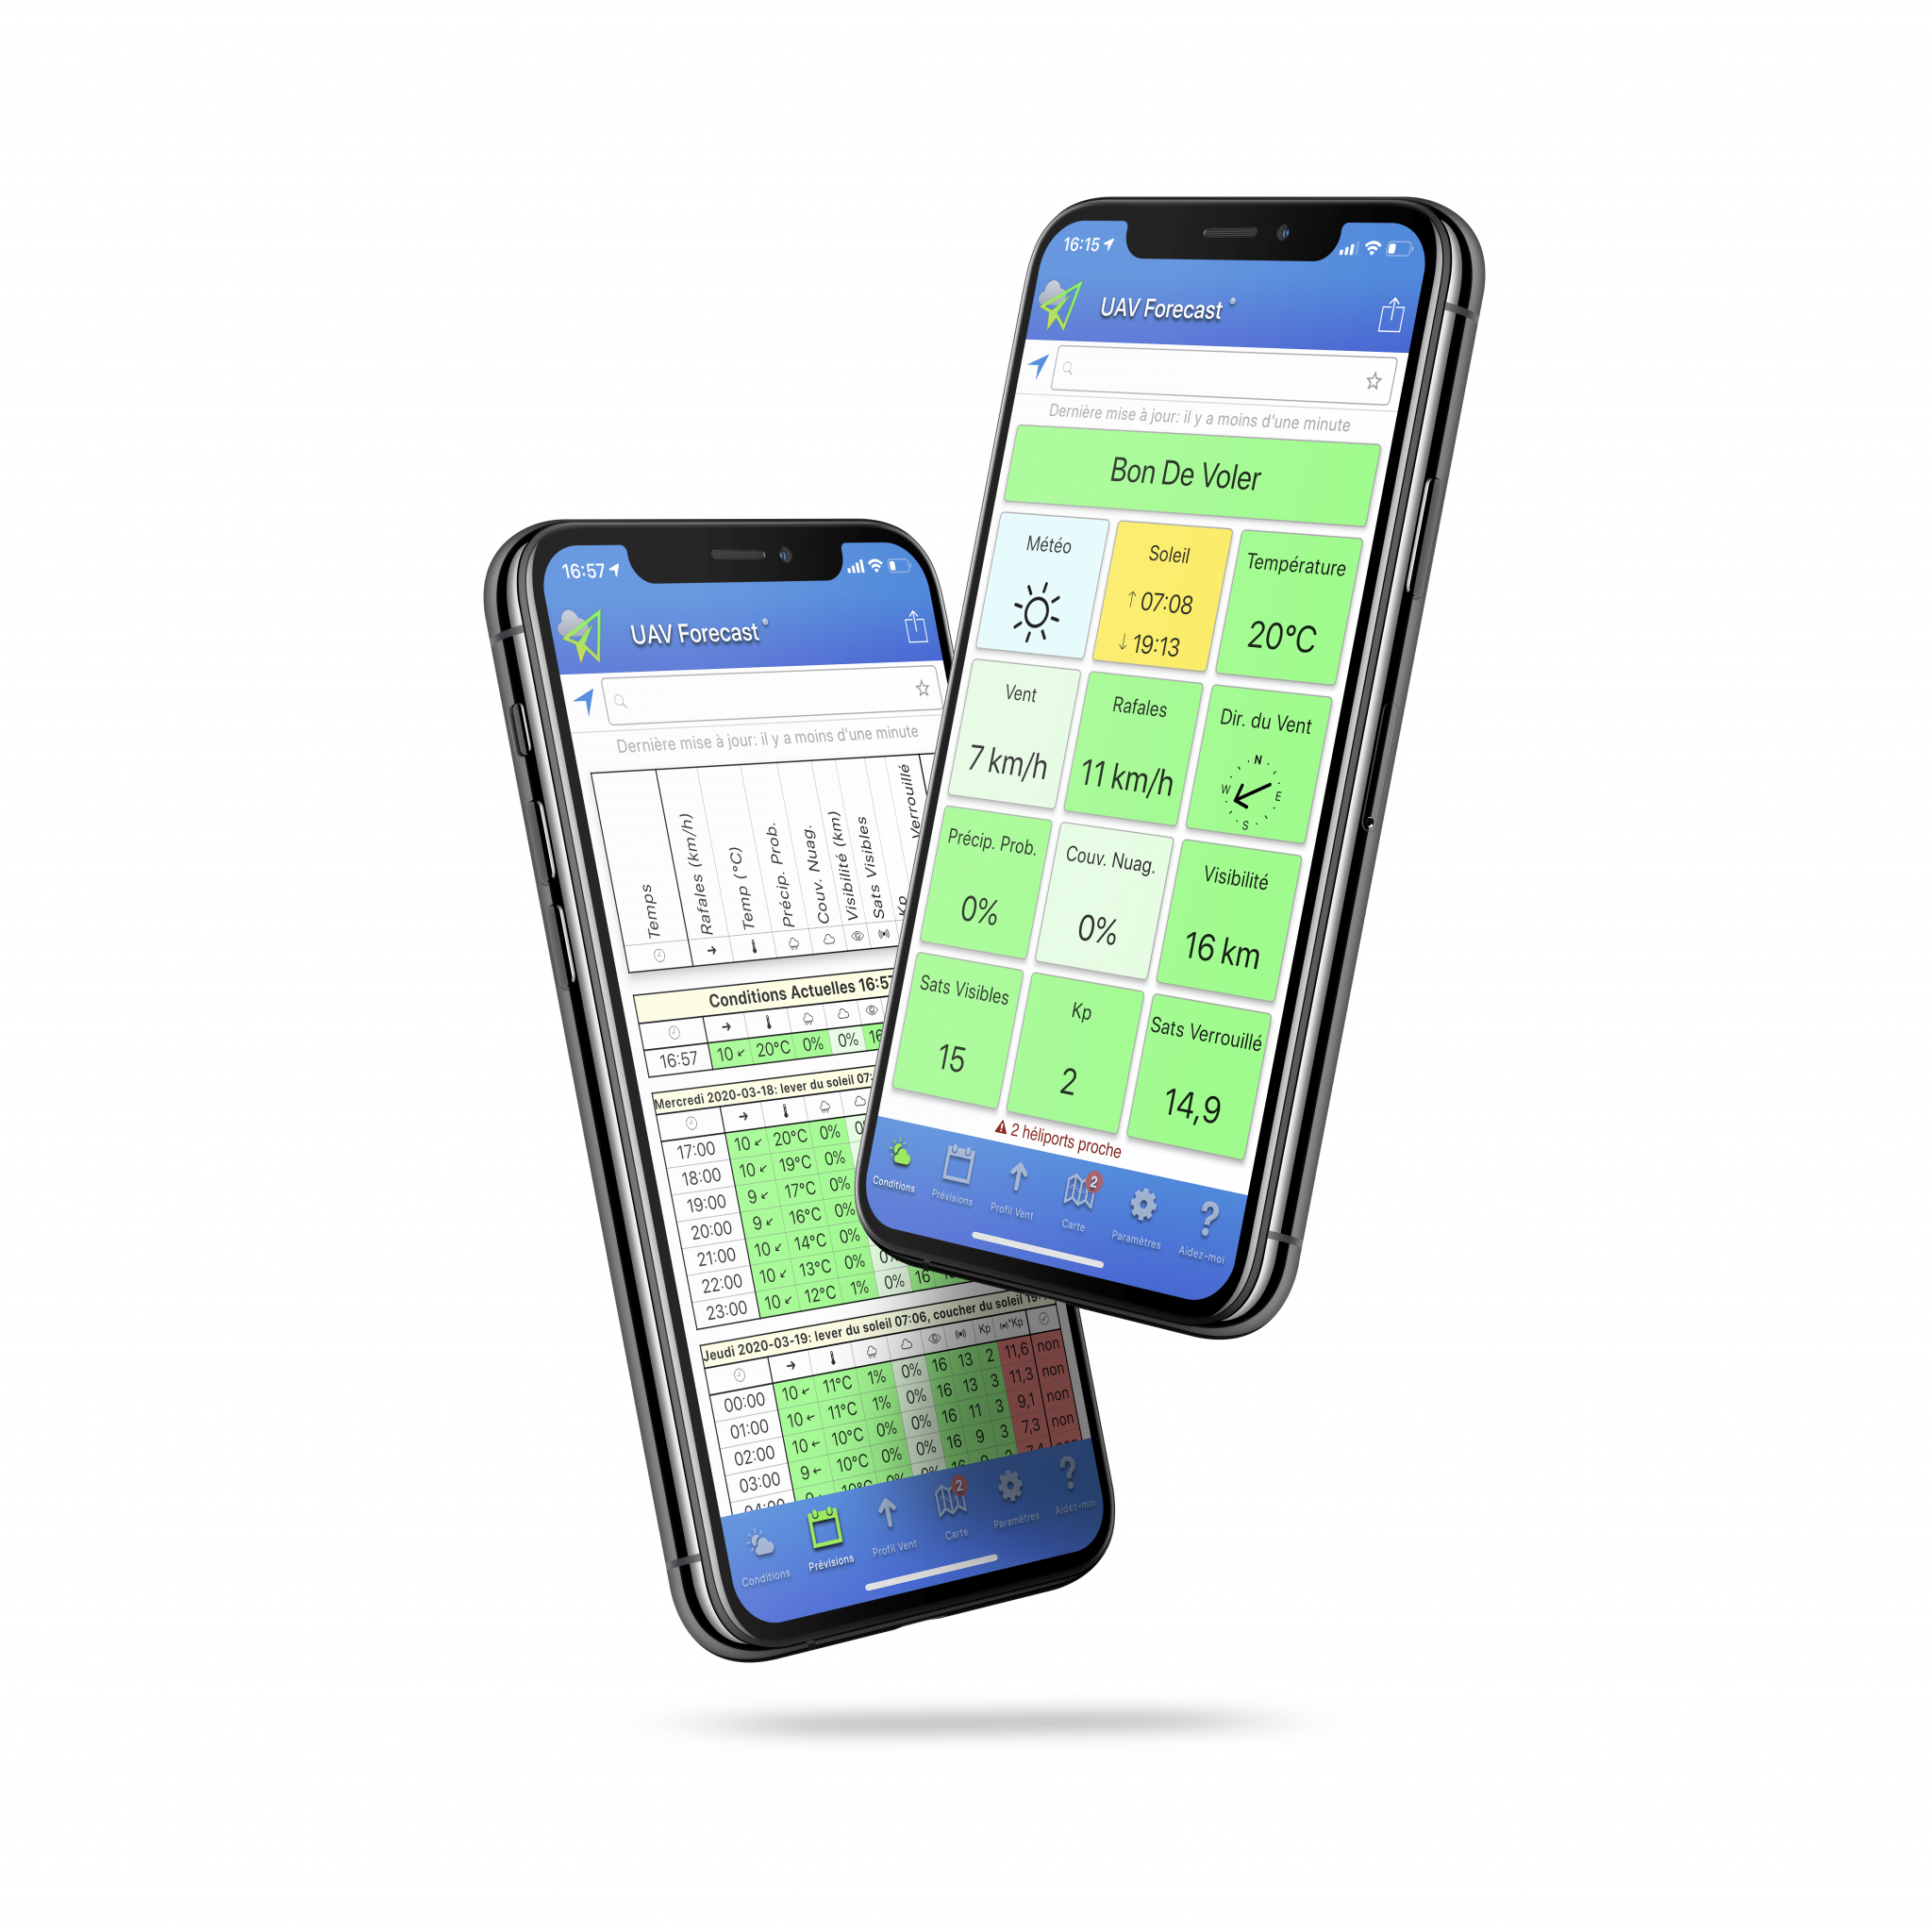 16:57
UAV Forecast ®
Dernière mise à jour: il y a moins d'une minute
Temps
Rafales (km/h)
Temp (°C)
Précip. Prob.
Couv. Nuag.
Visibilité (km)
Sats Visibles
Kp
Verrouillé
Conditions Actuelles 16:57
16:57 10 ↙ 20°C 0% 0% 16
Mercredi 2020-03-18: lever du soleil 07:
17:00 10 ↙ 20°C 0%
18:00 10 ↙ 19°C 0%
19:00 9 ↙ 17°C 0%
20:00 9 ↙ 16°C 0%
21:00 10 ↙ 14°C 0%
22:00 10 ↙ 13°C 0%
23:00 10 ↙ 12°C 1% 0% 16
Jeudi 2020-03-19: lever du soleil 07:06, coucher du soleil 19:
Kp *Kp
00:00 10 ← 11°C 1% 0% 16 13 2 11,6 non
01:00 10 ← 11°C 1% 0% 16 13 3 11,3 non
02:00 10 ← 10°C 0% 0% 16 11 3 9,1 non
03:00 9 ← 10°C 0% 0% 16 9 3 7,3 non
04:00
Conditions
Prévisions
Profil Vent
2
Carte
Paramètres
Aidez-moi
16:15
UAV Forecast ®
Dernière mise à jour: il y a moins d'une minute
Bon De Voler
Météo
Soleil
↑ 07:08
↓ 19:13
Température
20°C
Vent
7 km/h
Rafales
11 km/h
Dir. du Vent
N
W E
S
Précip. Prob.
0%
Couv. Nuag.
0%
Visibilité
16 km
Sats Visibles
15
Kp
2
Sats Verrouillé
14,9
2 héliports proche
Conditions
Prévisions
Profil Vent
2
Carte
Paramètres
Aidez-moi